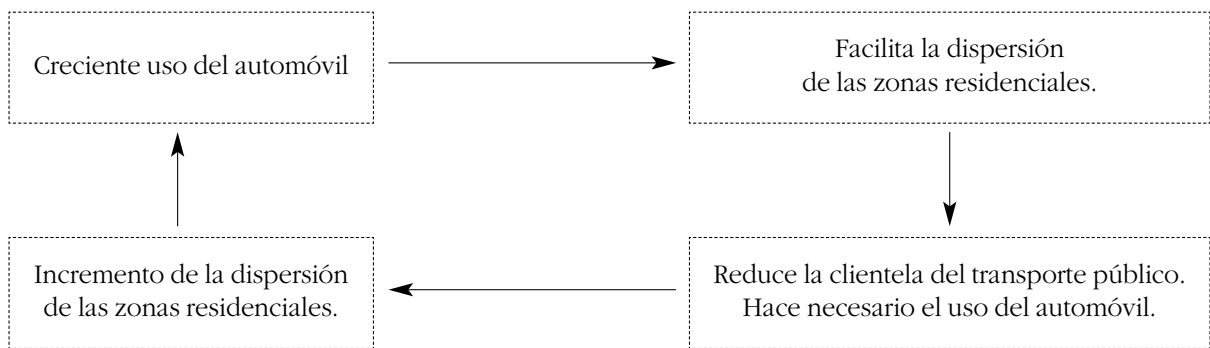 Creciente uso del automóvil
Facilita la dispersión
de las zonas residenciales.
Incremento de la dispersión
de las zonas residenciales.
Reduce la clientela del transporte público.
Hace necesario el uso del automóvil.